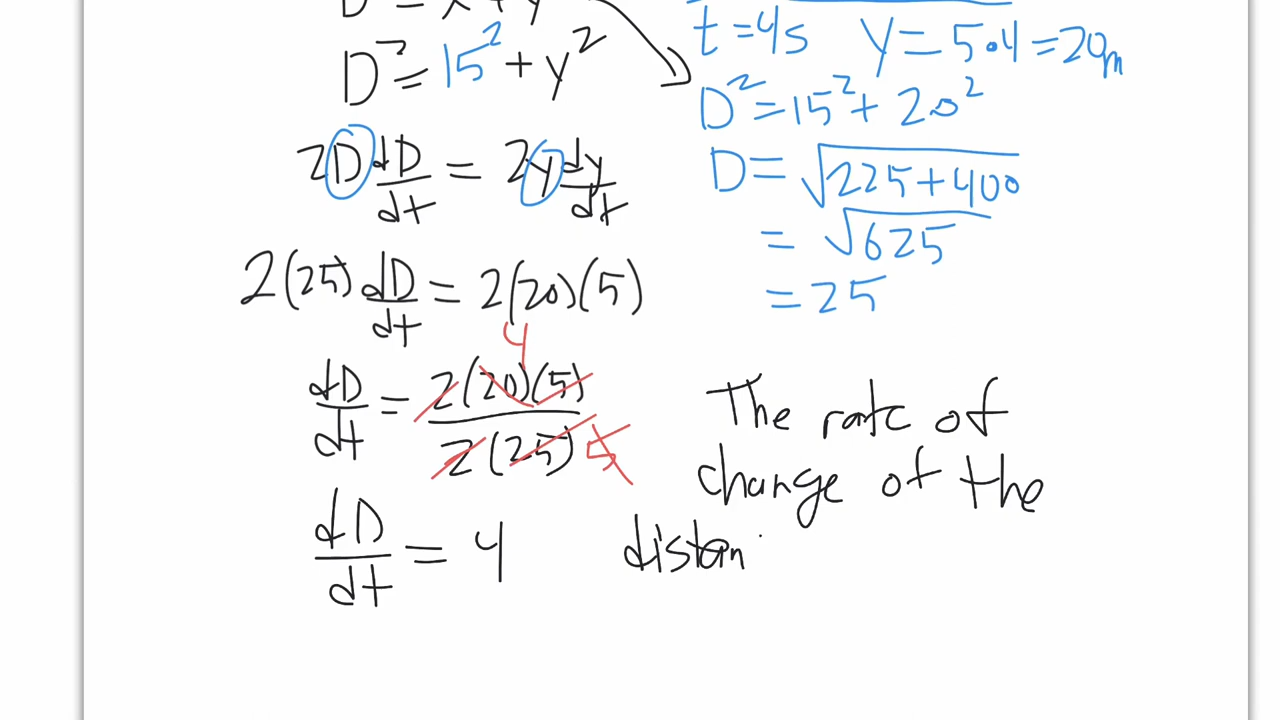 D² = 15² + y²
2D dD/dt = 2y dy/dt
2(25) dD/dt = 2(20)(5)
4
dD/dt = 2(20)(5) / 2(25) 5
dD/dt = 4
t = 4s y = 5·4 = 20m
D² = 15² + 20²
D = √225 + 400
= √625
= 25
The rate of
change of the
distan